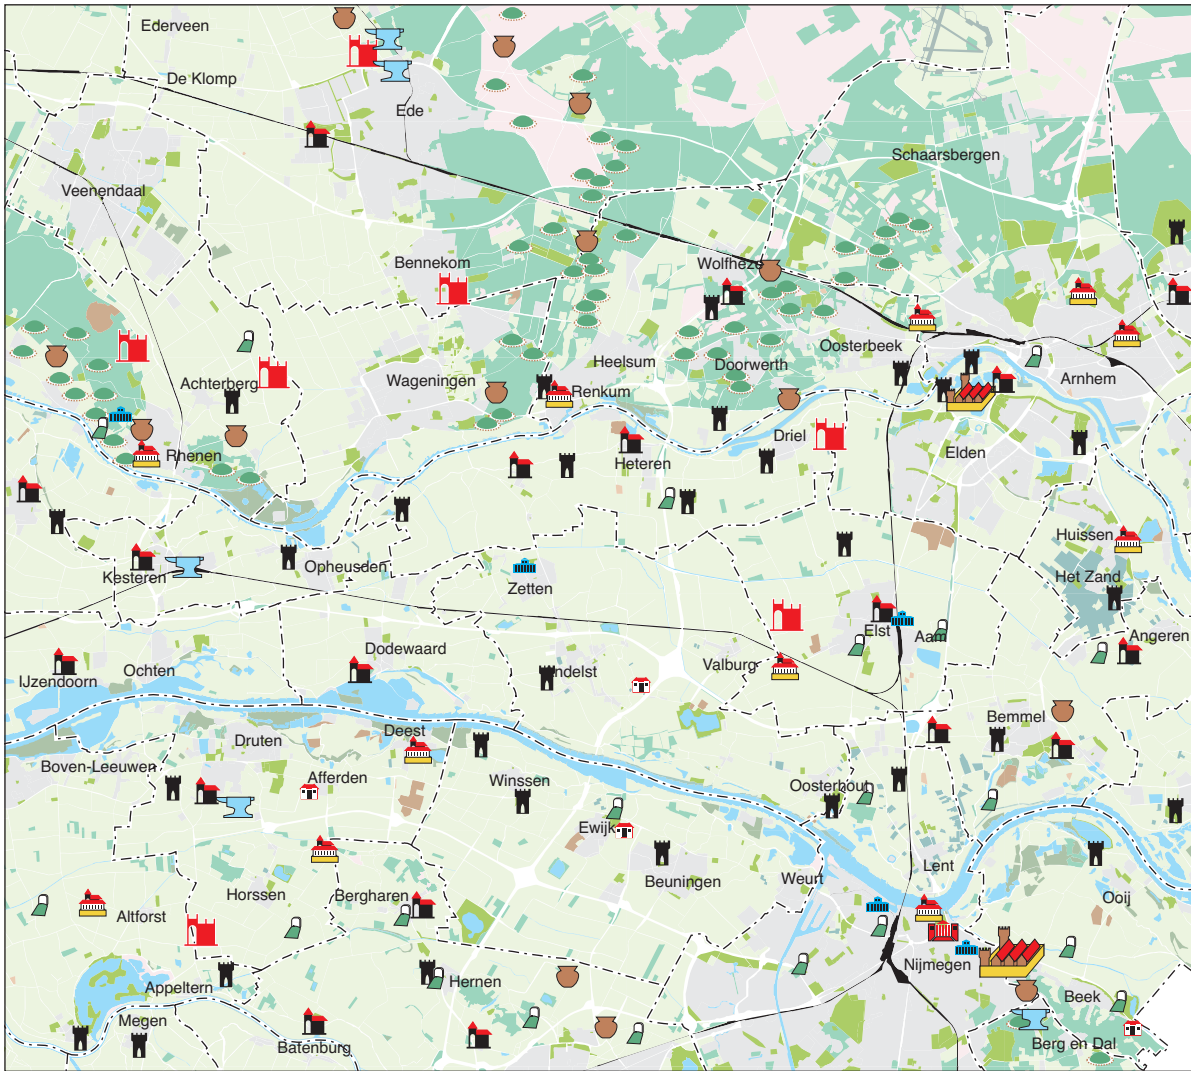 Ederveen
De Klomp
Ede
Schaarsbergen
Veenendaal
Bennekom
Wolfheze
Oosterbeek
Heelsum
Doorwerth
Arnhem
Achterberg
Wageningen
Renkum
Driel
Elden
Rhenen
Heteren
Huissen
Opheusden
Kesteren
Zetten
Het Zand
Elst
Aam
Angeren
Dodewaard
Valburg
Ochten
ndelst
IJzendoorn
Bemmel
Deest
Druten
Boven-Leeuwen
Afferden
Winssen
Oosterhout
Ewijk
Lent
Beuningen
Weurt
Horssen
Bergharen
Ooij
Altforst
Nijmegen
Hernen
Appeltern
Beek
Megen
Batenburg
Berg en Dal